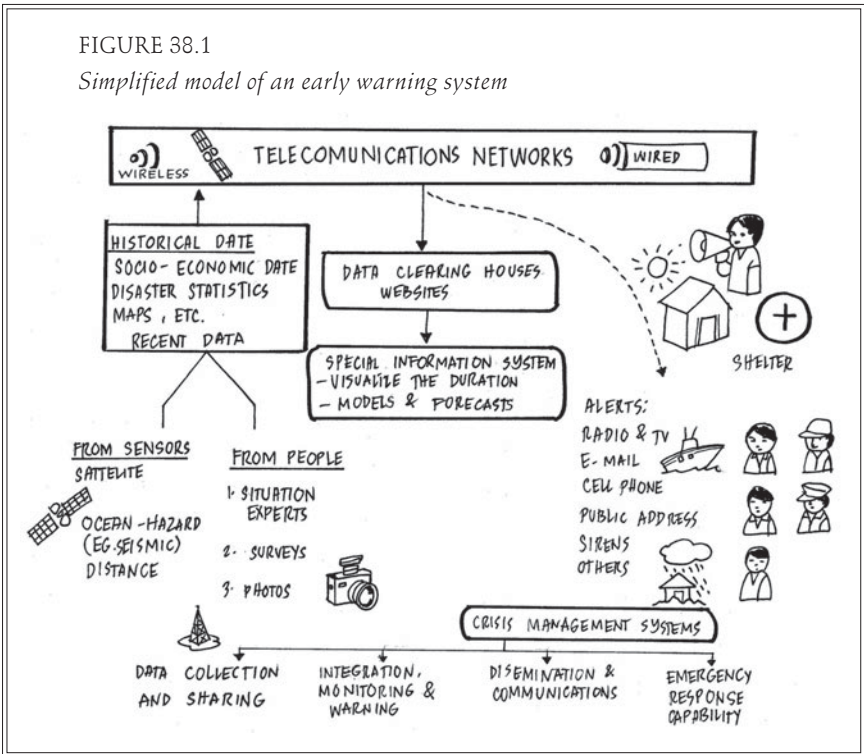 FIGURE 38.1
Simplified model of an early warning system
WIRELESS
TELECOMUNICATIONS NETWORKS
WIRED
HISTORICAL DATE
SOCIO-ECONOMIC DATE
DISASTER STATISTICS
MAPS, ETC.
RECENT DATA
DATA CLEARING HOUSES
WEBSITES
SPECIAL INFORMATION SYSTEM
- VISUALIZE THE DURATION
- MODELS & FORECASTS
SHELTER
FROM SENSORS
SATTELITE
OCEAN-HAZARD
(EG.SEISMIC)
DISTANCE
FROM PEOPLE
1. SITUATION
EXPERTS
2. SURVEYS
3. PHOTOS
ALERTS:
RADIO & TV
E-MAIL
CELL PHONE
PUBLIC ADDRESS
SIRENS
OTHERS
CRISIS MANAGEMENT SYSTEMS
DATA COLLECTION
AND SHARING
INTEGRATION,
MONITORING &
WARNING
DISEMINATION &
COMMUNICATIONS
EMERGENCY
RESPONSE
CAPABILITY